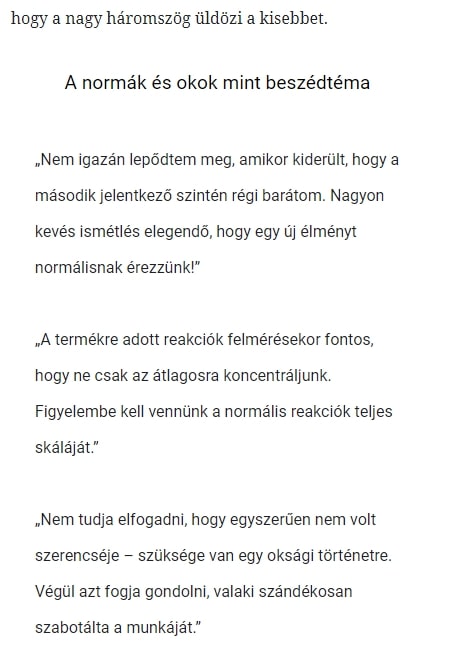 hogy a nagy háromszög üldözi a kisebbet.
A normák és okok mint beszédtéma
„Nem igazán lepődtem meg, amikor kiderült, hogy a
második jelentkező szintén régi barátom. Nagyon
kevés ismétlés elegendő, hogy egy új élményt
normálisnak érezzünk!”
„A termékre adott reakciók felmérésekor fontos,
hogy ne csak az átlagosra koncentráljunk.
Figyelembe kell vennünk a normális reakciók teljes
skáláját.”
„Nem tudja elfogadni, hogy egyszerűen nem volt
szerencséje – szüksége van egy oksági történetre.
Végül azt fogja gondolni, valaki szándékosan
szabotálta a munkáját.”